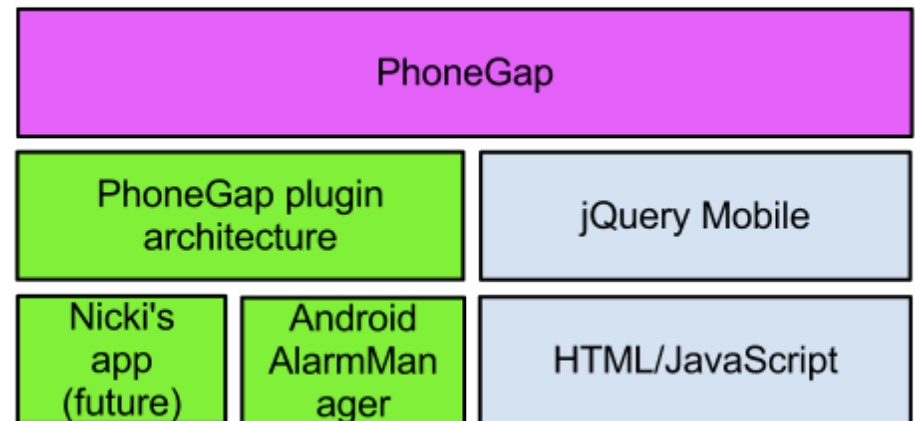 PhoneGap
PhoneGap plugin
architecture
jQuery Mobile
Nicki's
app
(future)
Android
AlarmMan
ager
HTML/JavaScript